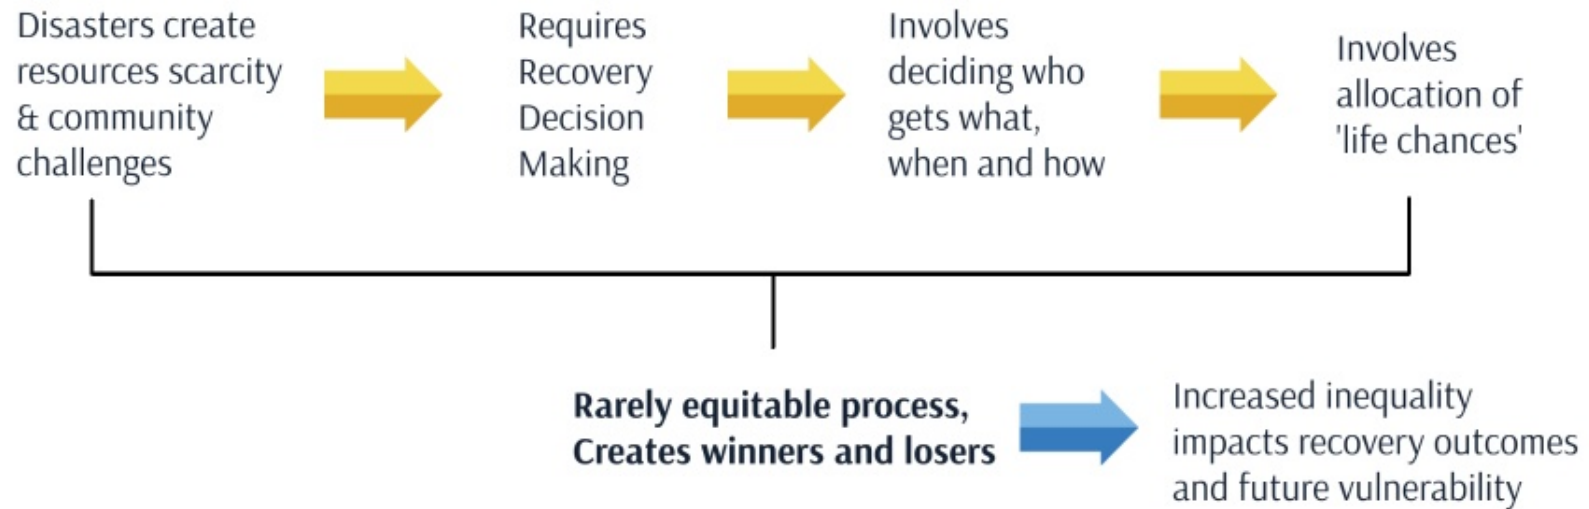 Disasters create
resources scarcity
& community
challenges
Requires
Recovery
Decision
Making
Involves
deciding who
gets what,
when and how
Involves
allocation of
'life chances'
Rarely equitable process,
Creates winners and losers
Increased inequality
impacts recovery outcomes
and future vulnerability